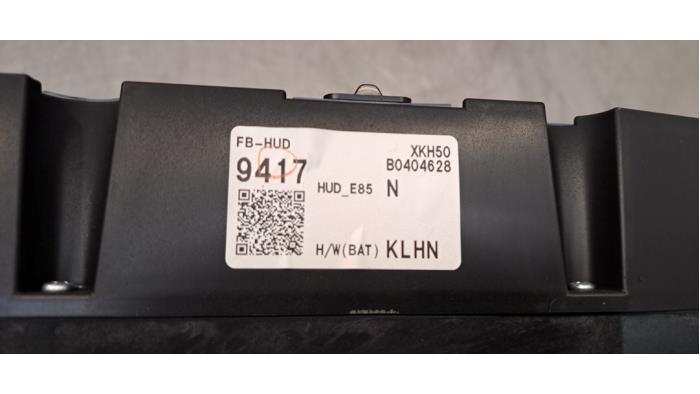 FB-HUD XKH50
9417 B0404628
HUD_E85 N
H/W(BAT) KLHN